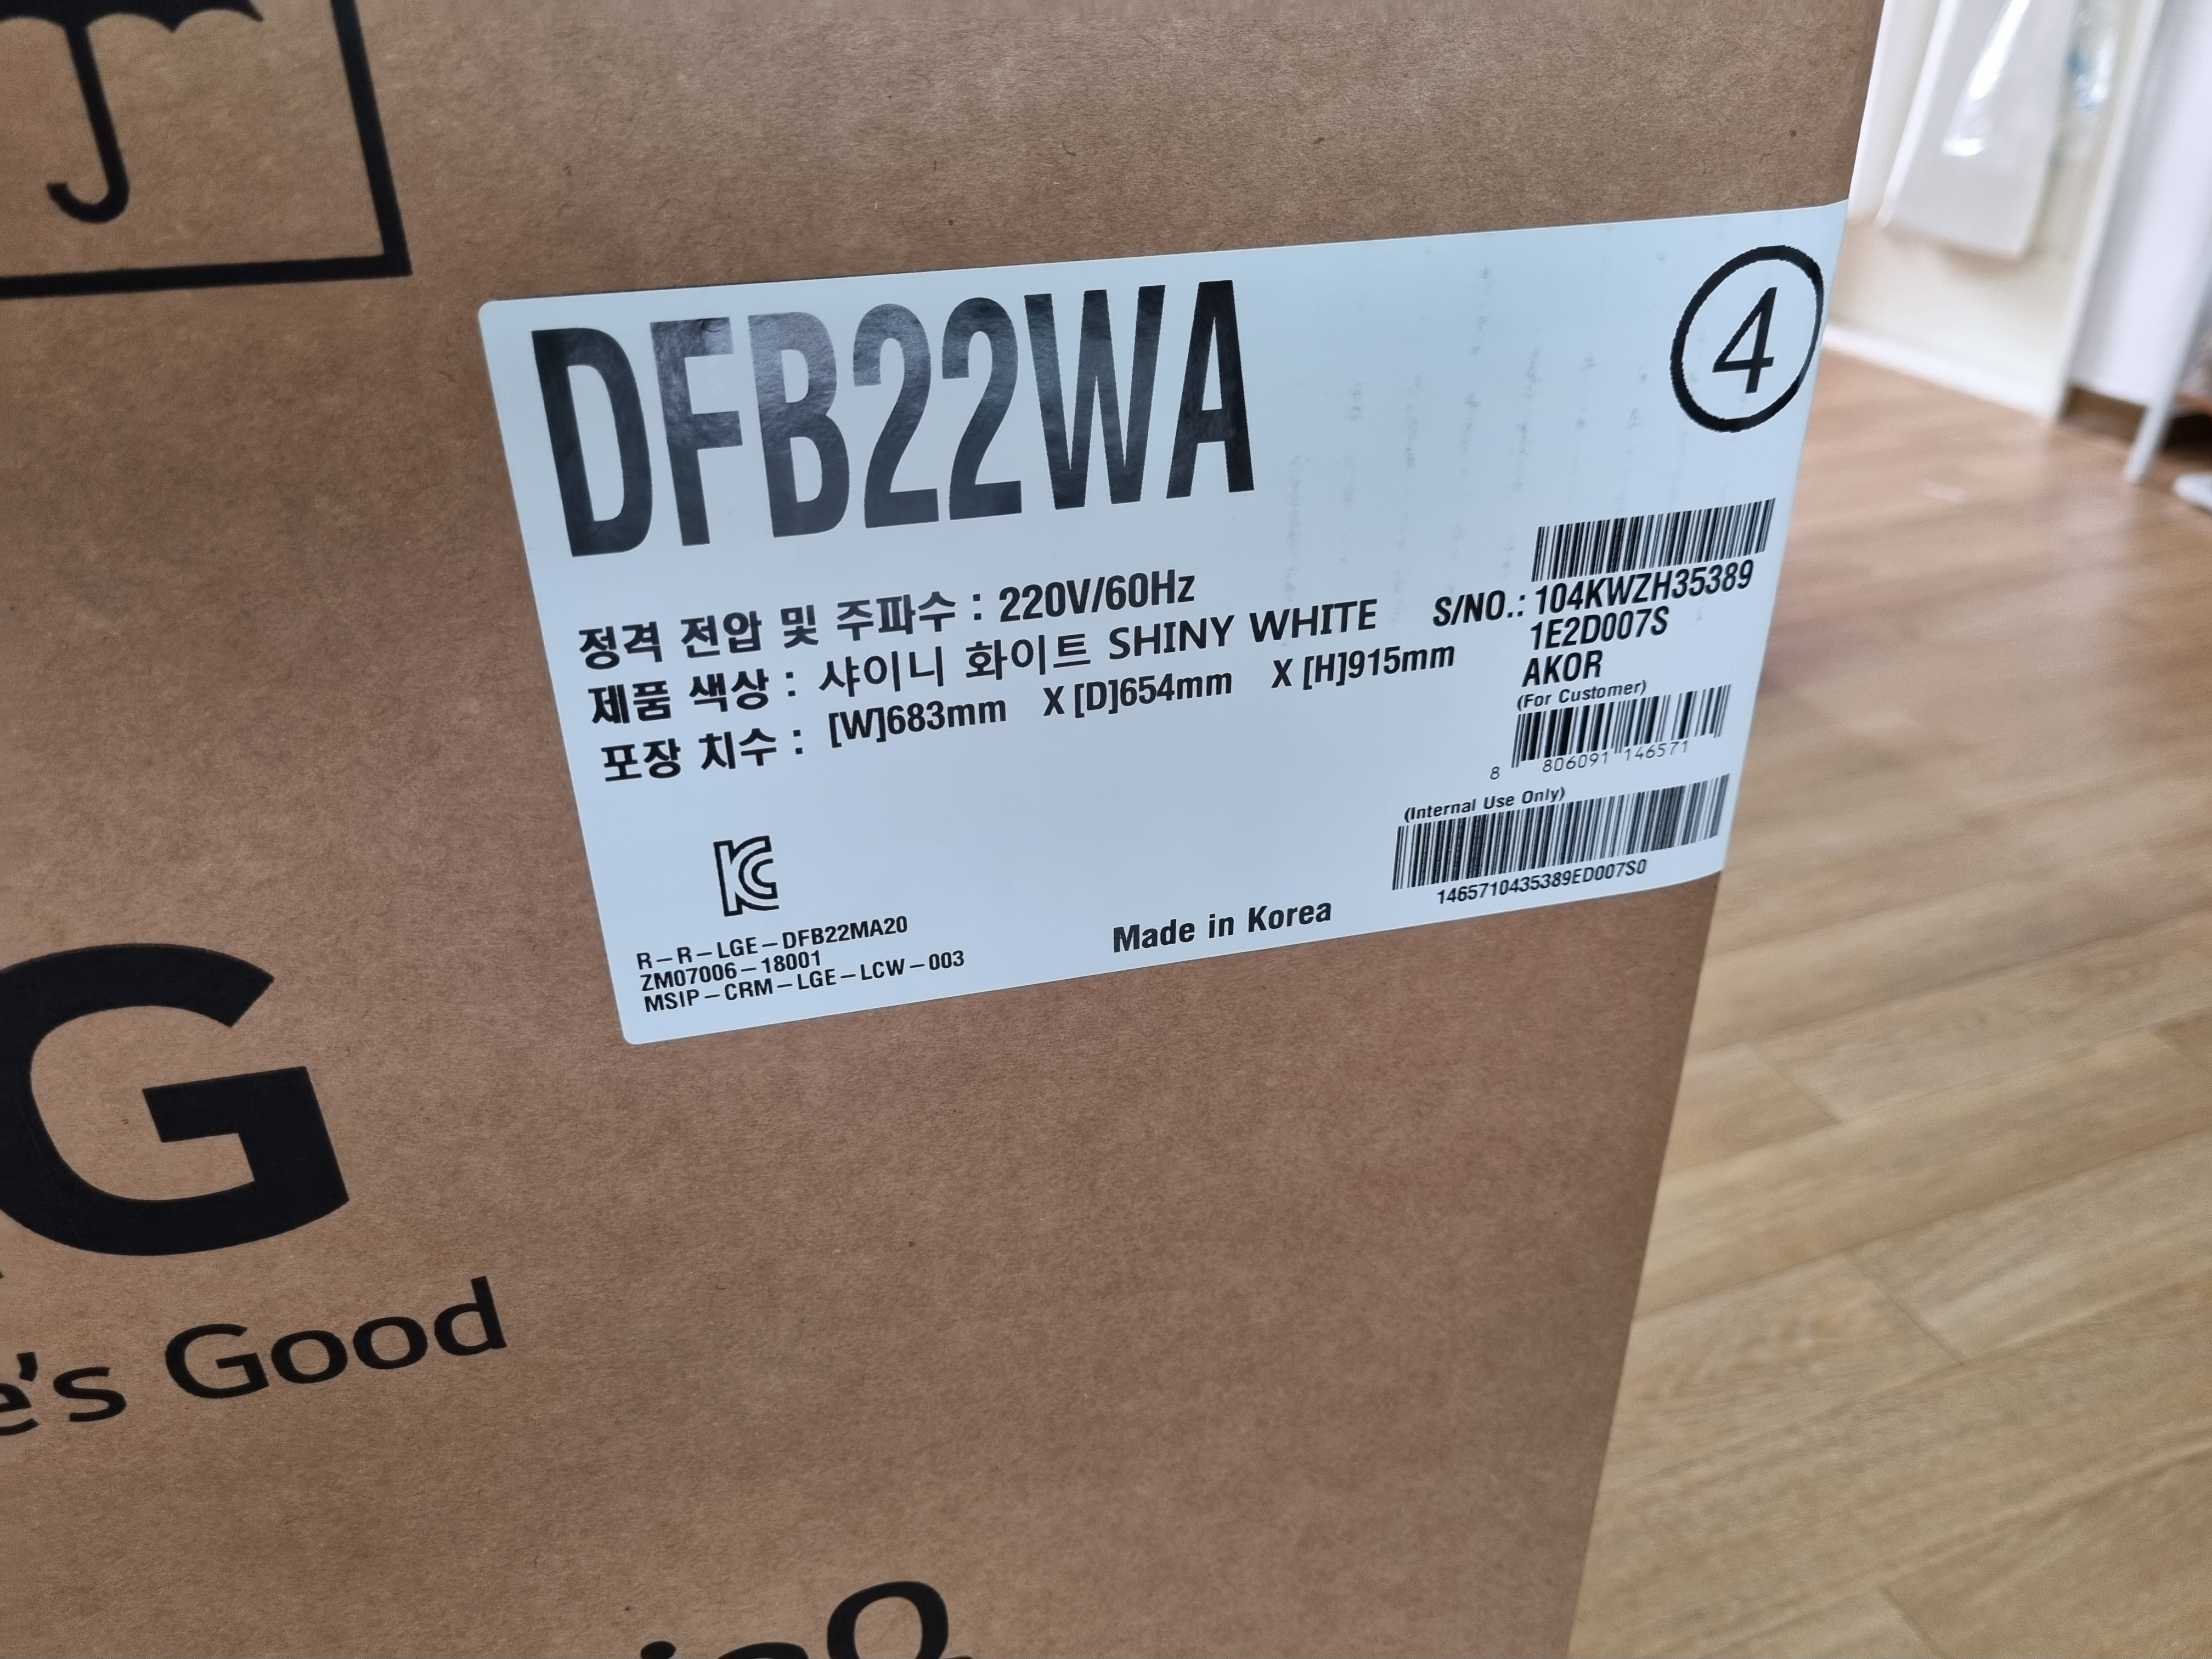 DFB22WA
4
정격 전압 및 주파수 : 220V/60Hz
제품 색상 : 샤이니 화이트 SHINY WHITE
포장 치수 : [W]683mm X [D]654mm X [H]915mm
S/NO.: 104KWZH35389
1E2D007S
AKOR
(For Customer)
8 806091 146571
(Internal Use Only)
1465710435389ED007S0
KC
R-R-LGE-DFB22MA20
ZM07006-18001
MSIP-CRM-LGE-LCW-003
Made in Korea
G
e's Good